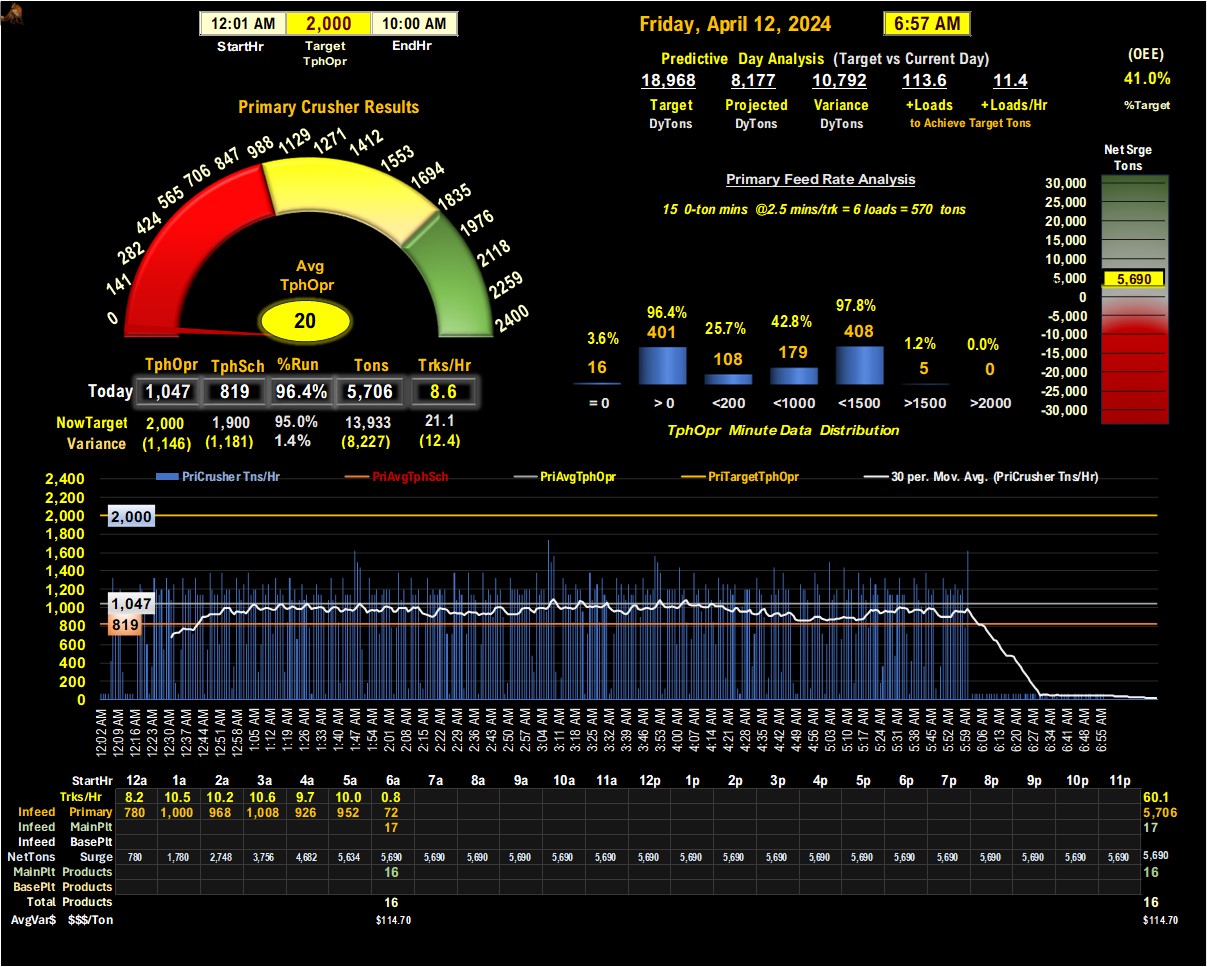 12:01 AM 2,000 10:00 AM
StartHr Target EndHr
TphOpr
Friday, April 12, 2024 6:57 AM
Predictive Day Analysis (Target vs Current Day)
18,968 8,177 10,792 113.6 11.4
Target Projected Variance +Loads +Loads/Hr
DyTons DyTons DyTons to Achieve Target Tons
(OEE)
41.0%
%Target
Primary Crusher Results
0 141 282 424 565 706 847 988 1129 1271 1412 1553 1694 1835 1976 2118 2259 2400
Avg
TphOpr
20
TphOpr TphSch %Run Tons Trks/Hr
Today 1,047 819 96.4% 5,706 8.6
NowTarget 2,000 1,900 95.0% 13,933 21.1
Variance (1,146) (1,181) 1.4% (8,227) (12.4)
Primary Feed Rate Analysis
15 0-ton mins @2.5 mins/trk = 6 loads = 570 tons
3.6% 96.4% 25.7% 42.8% 97.8% 1.2% 0.0%
16 401 108 179 408 5 0
= 0 > 0 <200 <1000 <1500 >1500 >2000
TphOpr Minute Data Distribution
Net Srge
Tons
30,000
25,000
20,000
15,000
10,000
5,000 5,690
0
-5,000
-10,000
-15,000
-20,000
-25,000
-30,000
PriCrusher Tns/Hr PriAvgTphSch PriAvgTphOpr PriTargetTphOpr 30 per. Mov. Avg. (PriCrusher Tns/Hr)
2,400
2,200
2,000 2,000
1,800
1,600
1,400
1,200
1,000 1,047
800 819
600
400
200
0
12:02 AM 12:09 AM 12:16 AM 12:23 AM 12:30 AM 12:37 AM 12:44 AM 12:51 AM 12:58 AM 1:05 AM 1:12 AM 1:19 AM 1:26 AM 1:33 AM 1:40 AM 1:47 AM 1:54 AM 2:01 AM 2:08 AM 2:15 AM 2:22 AM 2:29 AM 2:36 AM 2:43 AM 2:50 AM 2:57 AM 3:04 AM 3:11 AM 3:18 AM 3:25 AM 3:32 AM 3:39 AM 3:46 AM 3:53 AM 4:00 AM 4:07 AM 4:14 AM 4:21 AM 4:28 AM 4:35 AM 4:42 AM 4:49 AM 4:56 AM 5:03 AM 5:10 AM 5:17 AM 5:24 AM 5:31 AM 5:38 AM 5:45 AM 5:52 AM 5:59 AM 6:06 AM 6:13 AM 6:20 AM 6:27 AM 6:34 AM 6:41 AM 6:48 AM 6:55 AM
StartHr 12a 1a 2a 3a 4a 5a 6a 7a 8a 9a 10a 11a 12p 1p 2p 3p 4p 5p 6p 7p 8p 9p 10p 11p
Trks/Hr 8.2 10.5 10.2 10.6 9.7 10.0 0.8 60.1
Infeed Primary 780 1,000 968 1,008 926 952 72 5,706
Infeed MainPlt 17 17
Infeed BasePlt
NetTons Surge 780 1,780 2,748 3,756 4,682 5,634 5,690 5,690 5,690 5,690 5,690 5,690 5,690 5,690 5,690 5,690 5,690 5,690 5,690 5,690 5,690 5,690 5,690 5,690 5,690
MainPlt Products 16 16
BasePlt Products
Total Products 16 16
AvgVar$ $$$/Ton $114.70 $114.70